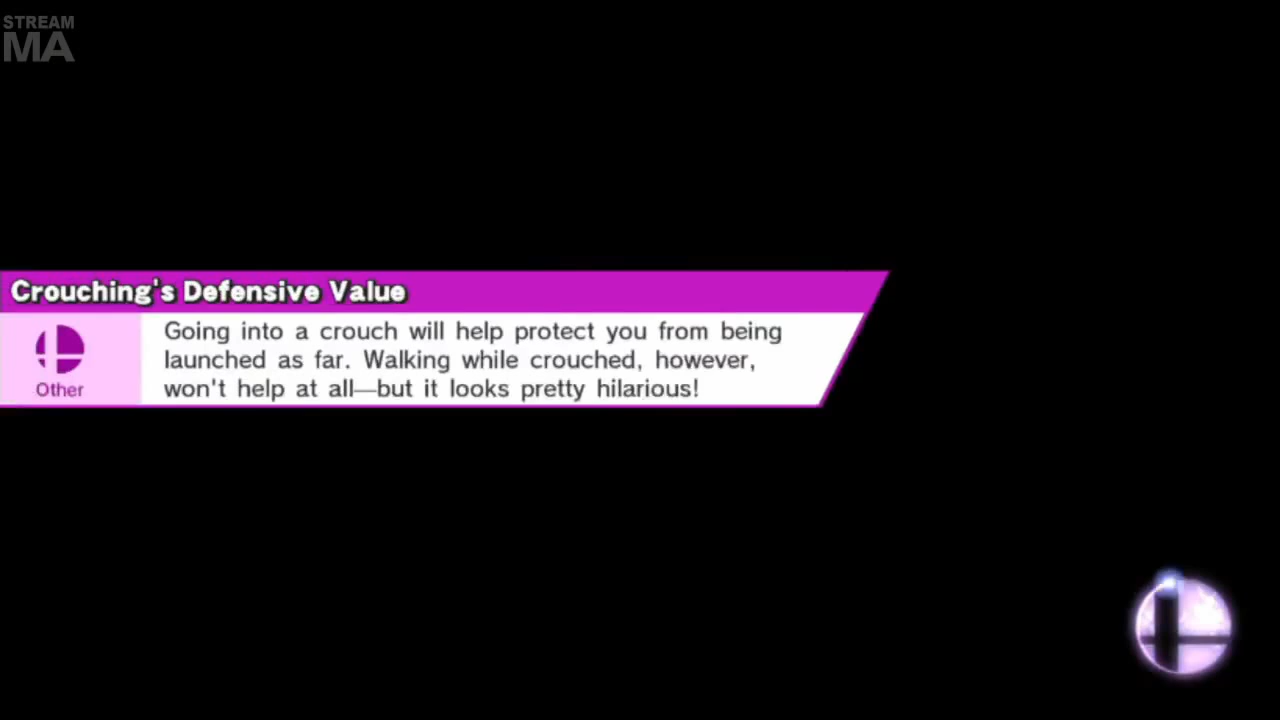 STREAM
MA
Crouching's Defensive Value
Going into a crouch will help protect you from being
launched as far. Walking while crouched, however,
won't help at all—but it looks pretty hilarious!
Other